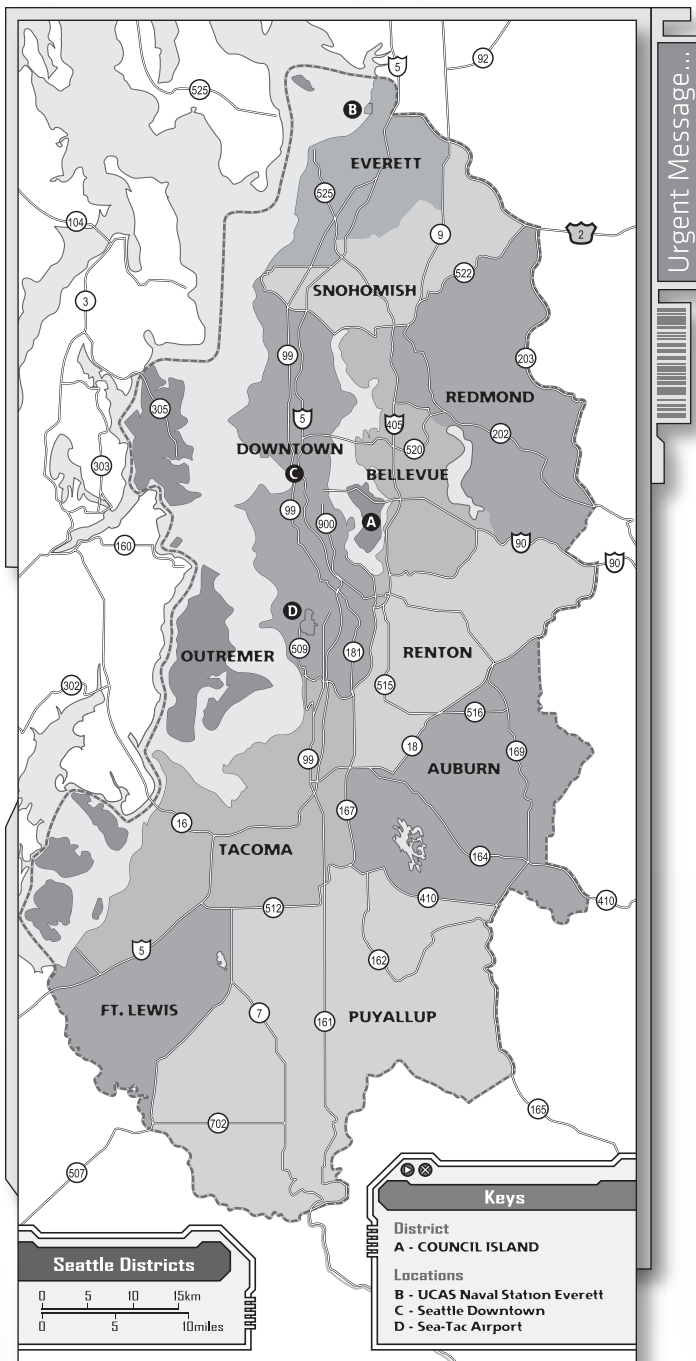 Urgent Message...
5
92
525
B
EVERETT
525
104
9
2
522
SNOHOMISH
3
99
203
305
REDMOND
5
405
202
DOWNTOWN
520
303
C
BELLEVUE
99
900
A
160
90
90
D
OUTREMER
509
181
RENTON
302
515
516
18
169
99
AUBURN
167
16
TACOMA
164
410
410
512
5
162
FT. LEWIS
7
161
PUYALLUP
165
702
507
Seattle Districts
0 5 10 15km
0 5 10miles
Keys
District
A - COUNCIL ISLAND
Locations
B - UCAS Naval Station Everett
C - Seattle Downtown
D - Sea-Tac Airport